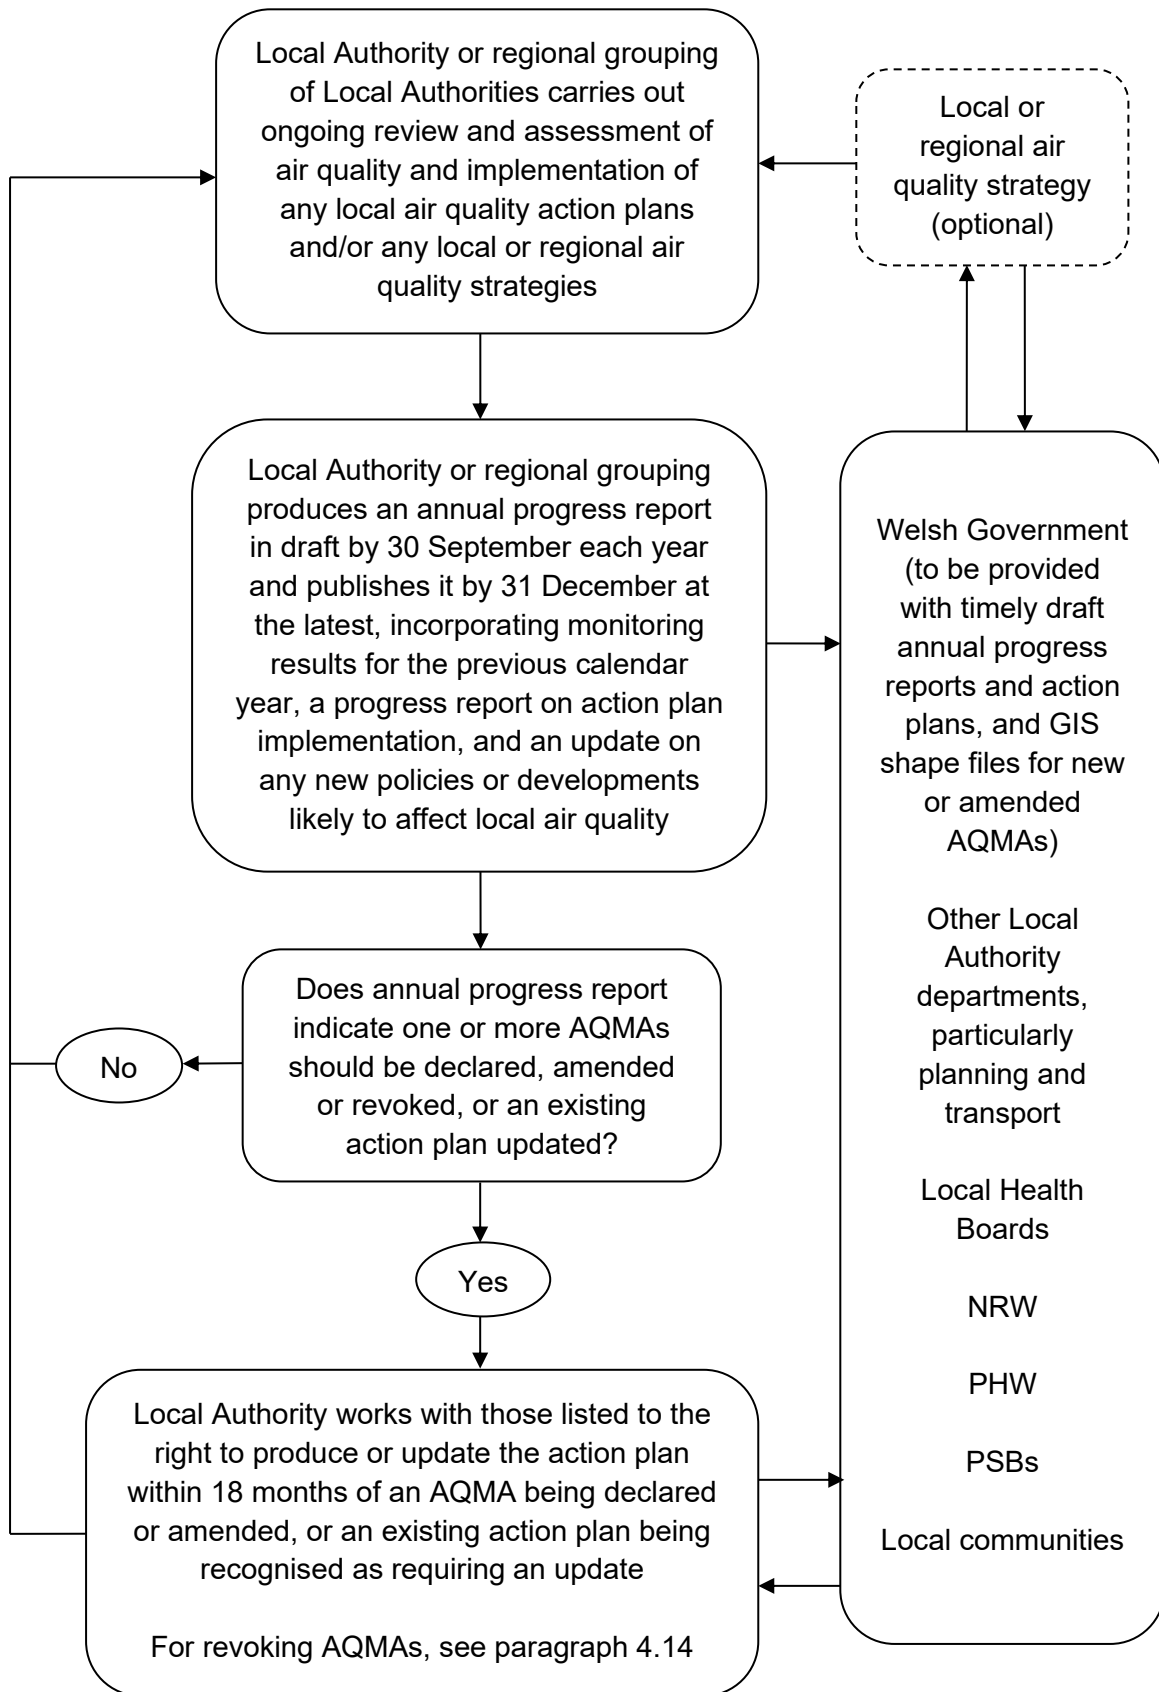 Local Authority or regional grouping
of Local Authorities carries out
ongoing review and assessment of
air quality and implementation of
any local air quality action plans
and/or any local or regional air
quality strategies
Local or
regional air
quality strategy
(optional)
Local Authority or regional grouping
produces an annual progress report
in draft by 30 September each year
and publishes it by 31 December at
the latest, incorporating monitoring
results for the previous calendar
year, a progress report on action plan
implementation, and an update on
any new policies or developments
likely to affect local air quality
Welsh Government
(to be provided
with timely draft
annual progress
reports and action
plans, and GIS
shape files for new
or amended
AQMAs)
Other Local
Authority
departments,
particularly
planning and
transport
Local Health
Boards
NRW
PHW
PSBs
Local communities
Does annual progress report
indicate one or more AQMAs
should be declared, amended
or revoked, or an existing
action plan updated?
No
Yes
Local Authority works with those listed to the
right to produce or update the action plan
within 18 months of an AQMA being declared
or amended, or an existing action plan being
recognised as requiring an update
For revoking AQMAs, see paragraph 4.14